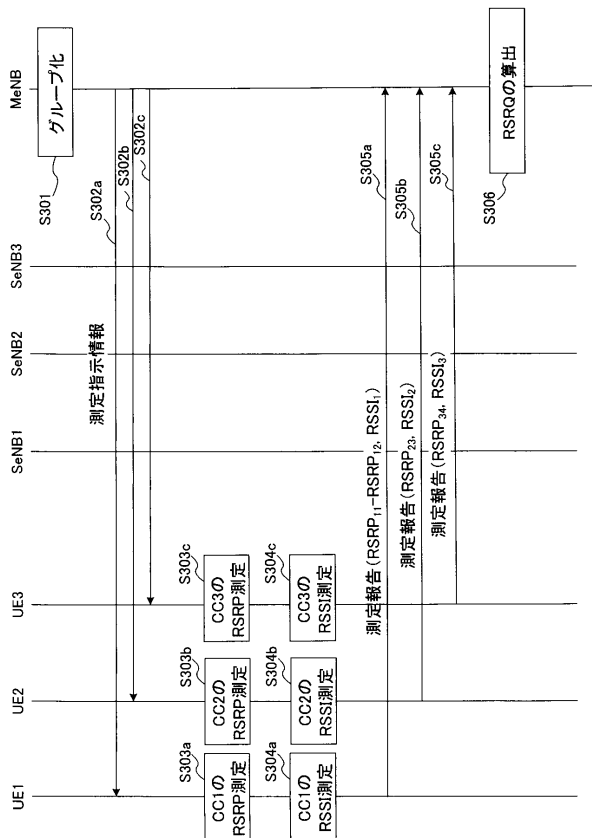 UE1
UE2
UE3
SeNB1
SeNB2
SeNB3
MeNB
S301
グループ化
測定指示情報
S302a
S302b
S302c
S303a
CC1の
RSRP測定
S303b
CC2の
RSRP測定
S303c
CC3の
RSRP測定
S304a
CC1の
RSSI測定
S304b
CC2の
RSSI測定
S304c
CC3の
RSSI測定
測定報告(RSRP₁₁-RSRP₁₂, RSSI₁)
S305a
測定報告(RSRP₂₃, RSSI₂)
S305b
測定報告(RSRP₃₄, RSSI₃)
S305c
S306
RSRQの算出